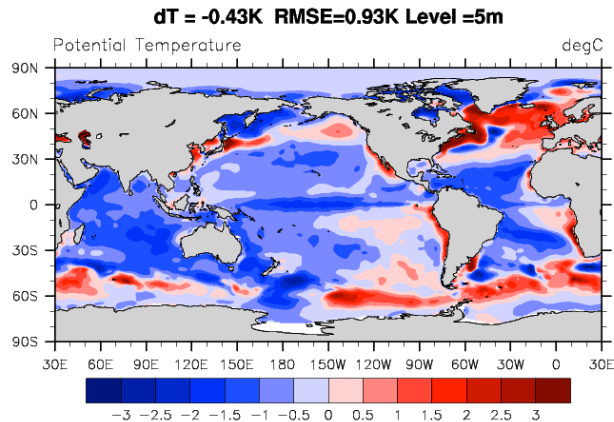 dT = -0.43K RMSE=0.93K Level =5m
Potential Temperature degC
90N
60N
30N
0
30S
60S
90S
30E 60E 90E 120E 150E 180 150W 120W 90W 60W 30W 0 30E
-3 -2.5 -2 -1.5 -1 -0.5 0 0.5 1 1.5 2 2.5 3